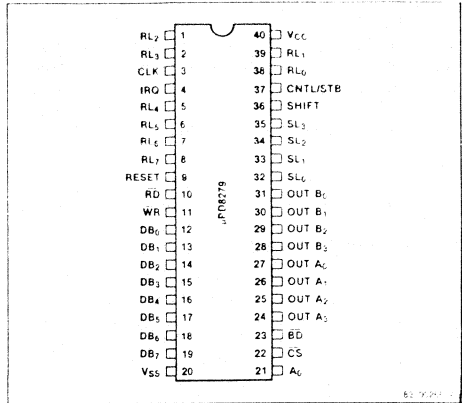 RL₂ 1 40 VCC
RL₃ 2 39 RL₁
CLK 3 38 RL₀
IRQ 4 37 CNTL/STB
RL₄ 5 36 SHIFT
RL₅ 6 35 SL₃
RL₆ 7 34 SL₂
RL₇ 8 33 SL₁
RESET 9 32 SL₀
R̅D̅ 10 31 OUT B₀
W̅R̅ 11 30 OUT B₁
DB₀ 12 29 OUT B₂
DB₁ 13 28 OUT B₃
DB₂ 14 27 OUT A₀
DB₃ 15 26 OUT A₁
DB₄ 16 25 OUT A₂
DB₅ 17 24 OUT A₃
DB₆ 18 23 B̅D̅
DB₇ 19 22 C̅S̅
VSS 20 21 A₀
μPD8279